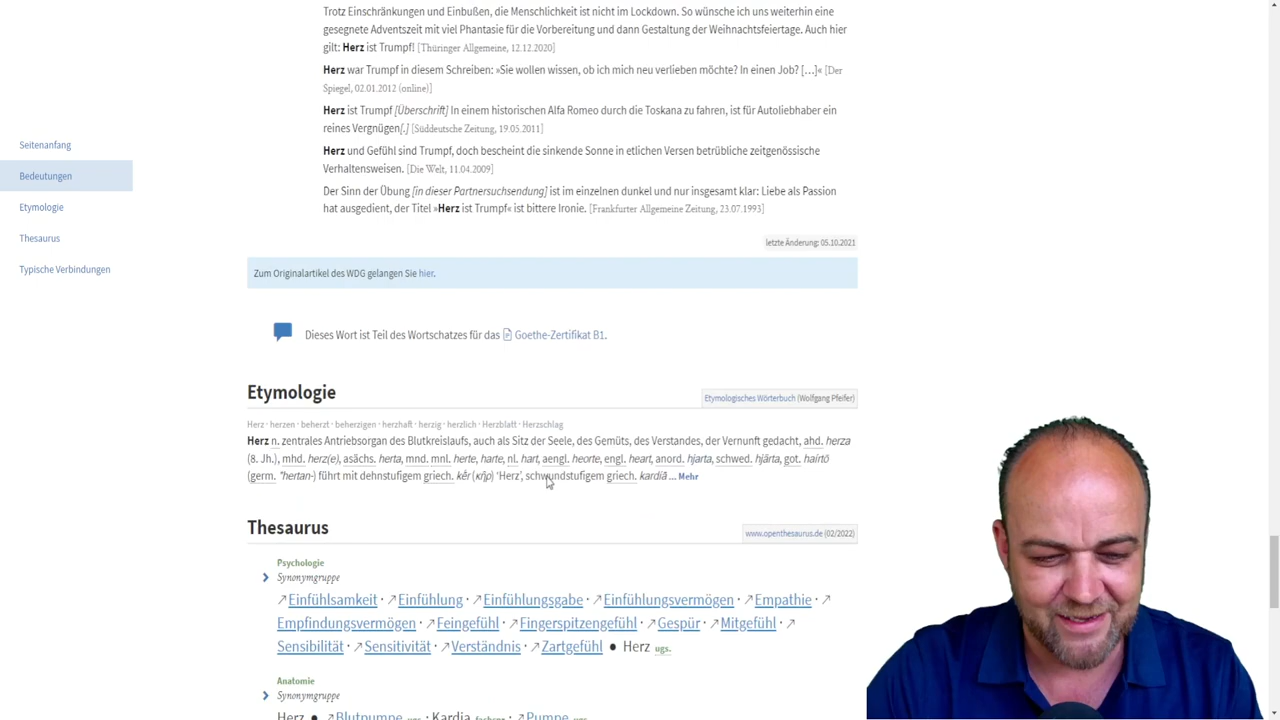 Trotz Einschränkungen und Einbußen, die Menschlichkeit ist nicht im Lockdown. So wünsche ich uns weiterhin eine
gesegnete Adventszeit mit viel Phantasie für die Vorbereitung und dann Gestaltung der Weihnachtsfeiertage. Auch hier
gilt: Herz ist Trumpf! [Thüringer Allgemeine, 12.12.2020]
Herz war Trumpf in diesem Schreiben: »Sie wollen wissen, ob ich mich neu verlieben möchte? In einen Job? […]« [Der
Spiegel, 02.01.2012 (online)]
Herz ist Trumpf [Überschrift] In einem historischen Alfa Romeo durch die Toskana zu fahren, ist für Autoliebhaber ein
reines Vergnügen[.] [Süddeutsche Zeitung, 19.05.2011]
Herz und Gefühl sind Trumpf, doch bescheint die sinkende Sonne in etlichen Versen betrübliche zeitgenössische
Verhaltensweisen. [Die Welt, 11.04.2009]
Der Sinn der Übung [in dieser Partnersuchsendung] ist im einzelnen dunkel und nur insgesamt klar: Liebe als Passion
hat ausgedient, der Titel »Herz ist Trumpf« ist bittere Ironie. [Frankfurter Allgemeine Zeitung, 23.07.1993]
Seitenanfang
Bedeutungen
Etymologie
Thesaurus
Typische Verbindungen
letzte Änderung: 05.10.2021
Zum Originalartikel des WDG gelangen Sie hier.
Dieses Wort ist Teil des Wortschatzes für das Goethe-Zertifikat B1.
Etymologie
Etymologisches Wörterbuch (Wolfgang Pfeifer)
Herz · herzen · beherzt · beherzigen · herzhaft · herzig · herzlich · Herzblatt · Herzschlag
Herz n. zentrales Antriebsorgan des Blutkreislaufs, auch als Sitz der Seele, des Gemüts, des Verstandes, der Vernunft gedacht, ahd. herza
(8. Jh.), mhd. herz(e), asächs. herta, mnd. mnl. herte, harte, nl. hart, aengl. heorte, engl. heart, anord. hjarta, schwed. hjärta, got. haírtō
(germ. *hertan-) führt mit dehnstufigem griech. kḗr (κῆρ) ‘Herz’, schwundstufigem griech. kardíā ... Mehr
Thesaurus
www.openthesaurus.de (02/2022)
Psychologie
Synonymgruppe
↗Einfühlsamkeit · ↗Einfühlung · ↗Einfühlungsgabe · ↗Einfühlungsvermögen · ↗Empathie · ↗
Empfindungsvermögen · ↗Feingefühl · ↗Fingerspitzengefühl · ↗Gespür · ↗Mitgefühl · ↗
Sensibilität · ↗Sensitivität · ↗Verständnis · ↗Zartgefühl ● Herz ugs.
Anatomie
Synonymgruppe
Herz ● ↗Blutpumpe ugs. · Kardia fachspr. · ↗Pumpe ugs.